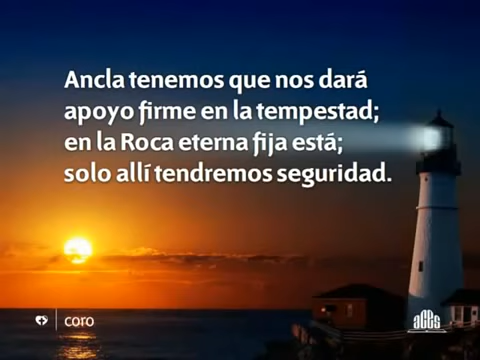 Ancla tenemos que nos dará
apoyo firme en la tempestad;
en la Roca eterna fija está;
solo allí tendremos seguridad.
coro
aces